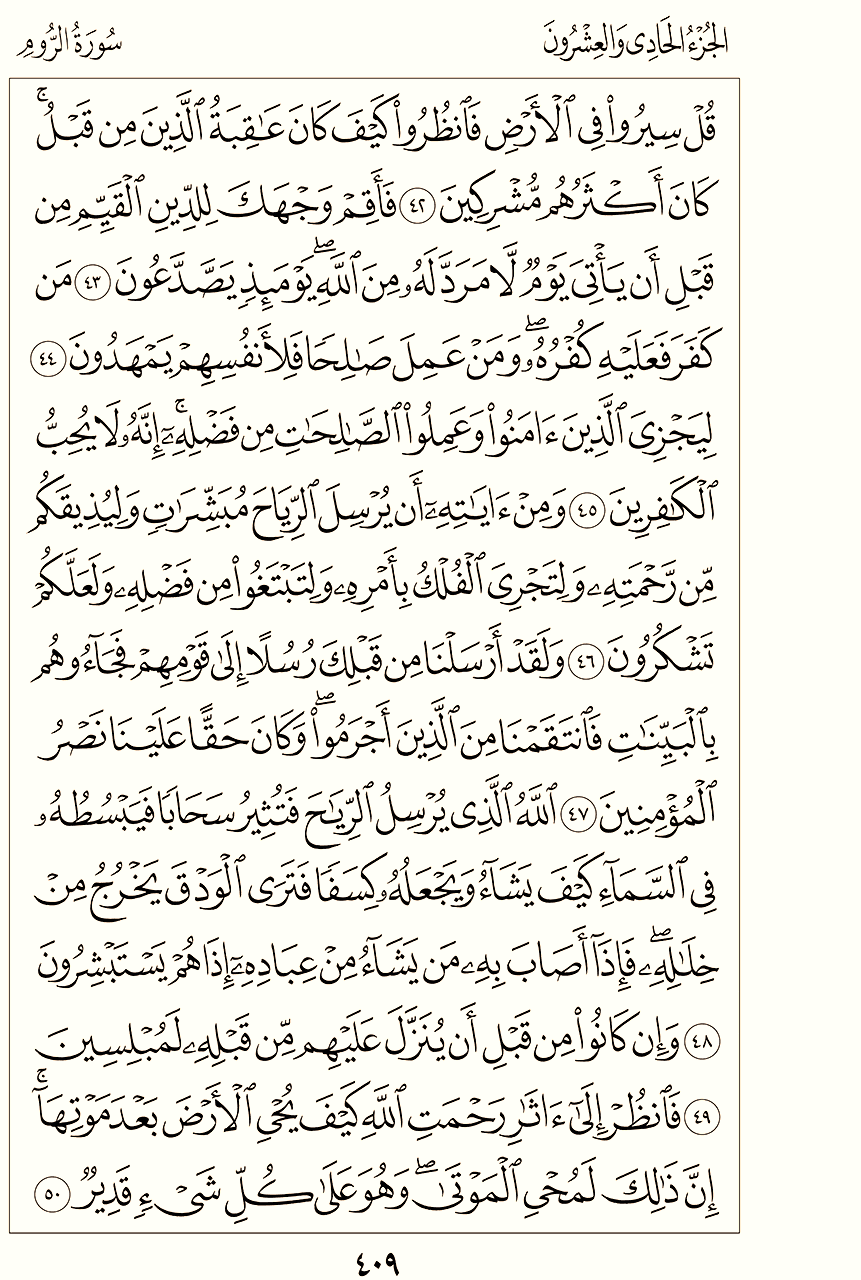 الجُزْءُ الحَادِى وَالعِشْرُونَ
سُورَةُ الرُّومِ
قُلْ سِيرُوا۟ فِى ٱلْأَرْضِ فَٱنظُرُوا۟ كَيْفَ كَانَ عَٰقِبَةُ ٱلَّذِينَ مِن قَبْلُ ۚ
كَانَ أَكْثَرُهُم مُّشْرِكِينَ ٤٢ فَأَقِمْ وَجْهَكَ لِلدِّينِ ٱلْقَيِّمِ مِن
قَبْلِ أَن يَأْتِىَ يَوْمٌ لَّا مَرَدَّ لَهُۥ مِنَ ٱللَّهِ ۖ يَوْمَئِذٍ يَصَّدَّعُونَ ٤٣ مَن
كَفَرَ فَعَلَيْهِ كُفْرُهُۥ ۖ وَمَنْ عَمِلَ صَٰلِحًا فَلِأَنفُسِهِمْ يَمْهَدُونَ ٤٤
لِيَجْزِىَ ٱلَّذِينَ ءَامَنُوا۟ وَعَمِلُوا۟ ٱلصَّٰلِحَٰتِ مِن فَضْلِهِۦٓ ۚ إِنَّهُۥ لَا يُحِبُّ
ٱلْكَٰفِرِينَ ٤٥ وَمِنْ ءَايَٰتِهِۦٓ أَن يُرْسِلَ ٱلرِّيَاحَ مُبَشِّرَٰتٍ وَلِيُذِيقَكُم
مِّن رَّحْمَتِهِۦ وَلِتَجْرِىَ ٱلْفُلْكُ بِأَمْرِهِۦ وَلِتَبْتَغُوا۟ مِن فَضْلِهِۦ وَلَعَلَّكُمْ
تَشْكُرُونَ ٤٦ وَلَقَدْ أَرْسَلْنَا مِن قَبْلِكَ رُسُلًا إِلَىٰ قَوْمِهِمْ فَجَآءُوهُم
بِٱلْبَيِّنَٰتِ فَٱنتَقَمْنَا مِنَ ٱلَّذِينَ أَجْرَمُوا۟ ۖ وَكَانَ حَقًّا عَلَيْنَا نَصْرُ
ٱلْمُؤْمِنِينَ ٤٧ ٱللَّهُ ٱلَّذِى يُرْسِلُ ٱلرِّيَٰحَ فَتُثِيرُ سَحَابًا فَيَبْسُطُهُۥ
فِى ٱلسَّمَآءِ كَيْفَ يَشَآءُ وَيَجْعَلُهُۥ كِسَفًا فَتَرَى ٱلْوَدْقَ يَخْرُجُ مِنْ
خِلَٰلِهِۦ ۖ فَإِذَآ أَصَابَ بِهِۦ مَن يَشَآءُ مِنْ عِبَادِهِۦٓ إِذَا هُمْ يَسْتَبْشِرُونَ
٤٨ وَإِن كَانُوا۟ مِن قَبْلِ أَن يُنَزَّلَ عَلَيْهِم مِّن قَبْلِهِۦ لَمُبْلِسِينَ
٤٩ فَٱنظُرْ إِلَىٰٓ ءَاثَٰرِ رَحْمَتِ ٱللَّهِ كَيْفَ يُحْىِ ٱلْأَرْضَ بَعْدَ مَوْتِهَآ ۚ
إِنَّ ذَٰلِكَ لَمُحْىِ ٱلْمَوْتَىٰ ۖ وَهُوَ عَلَىٰ كُلِّ شَىْءٍ قَدِيرٌ ٥٠
٤٠٩